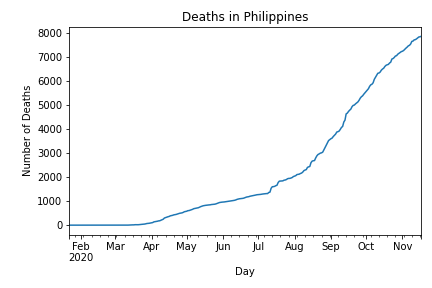 Deaths in Philippines
8000
7000
6000
5000
4000
3000
2000
1000
0
Number of Deaths
Feb Mar Apr May Jun Jul Aug Sep Oct Nov
2020
Day